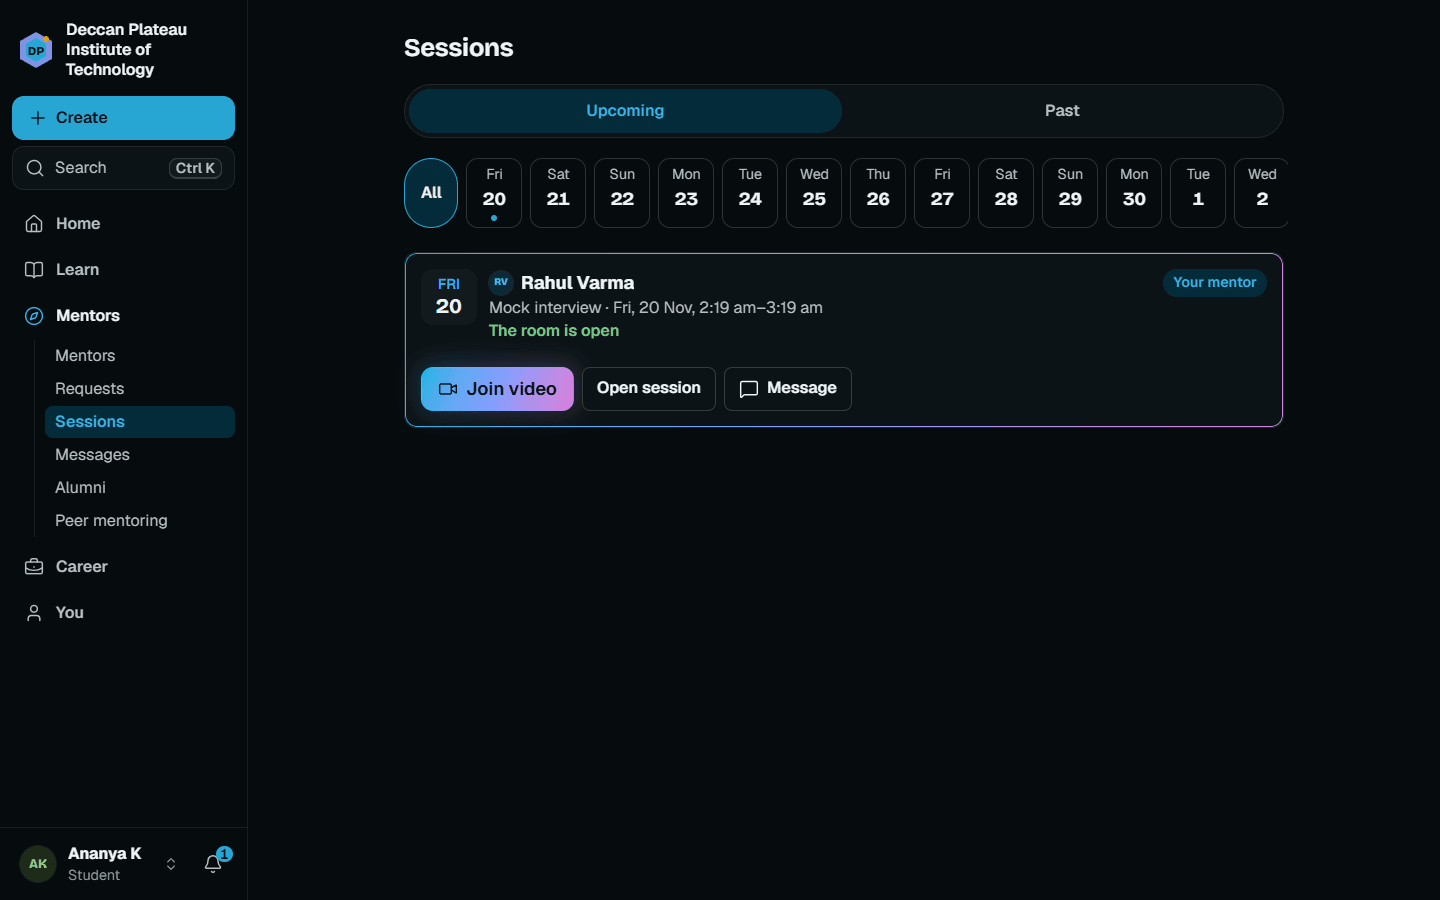 DP
Deccan Plateau
Institute of
Technology
Create
Search Ctrl K
Home
Learn
Mentors
Mentors
Requests
Sessions
Messages
Alumni
Peer mentoring
Career
You
AK
Ananya K
Student
1
Sessions
Upcoming Past
All
Fri 20
Sat 21
Sun 22
Mon 23
Tue 24
Wed 25
Thu 26
Fri 27
Sat 28
Sun 29
Mon 30
Tue 1
Wed 2
FRI
20
RV Rahul Varma
Your mentor
Mock interview · Fri, 20 Nov, 2:19 am–3:19 am
The room is open
Join video Open session Message